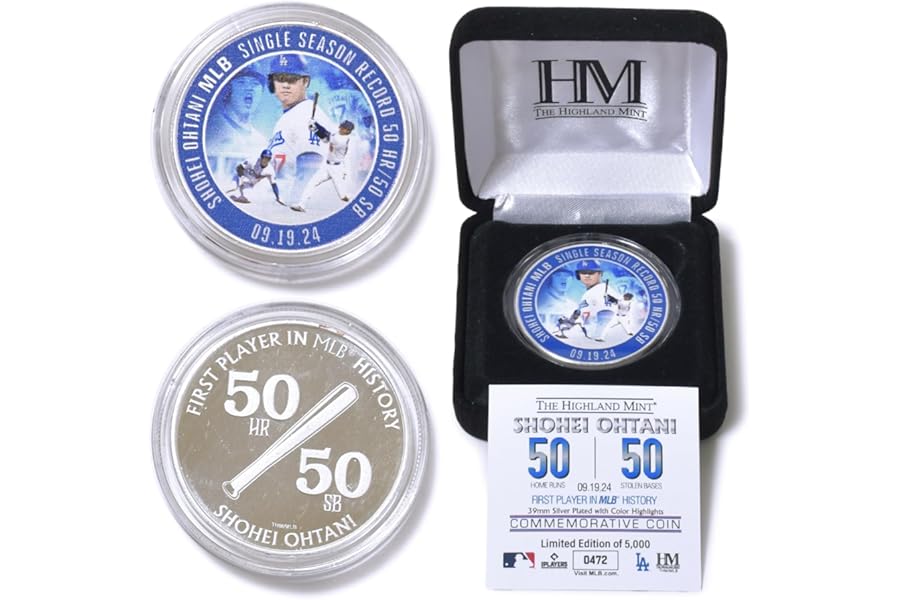 SHOHEI OHTANI MLB SINGLE SEASON RECORD 50 HR/50 SB
09.19.24
FIRST PLAYER IN MLB HISTORY
50
HR
50
SB
SHOHEI OHTANI
HM
THE HIGHLAND MINT
SHOHEI OHTANI MLB SINGLE SEASON RECORD 50 HR/50 SB
09.19.24
THE HIGHLAND MINT®
SHOHEI OHTANI
50 50
HOME RUNS 09.19.24 STOLEN BASES
FIRST PLAYER IN MLB® HISTORY
39mm Silver Plated with Color Highlights
COMMEMORATIVE COIN
Limited Edition of 5,000
PLAYERS 0472 LA HM
Visit MLB.com.